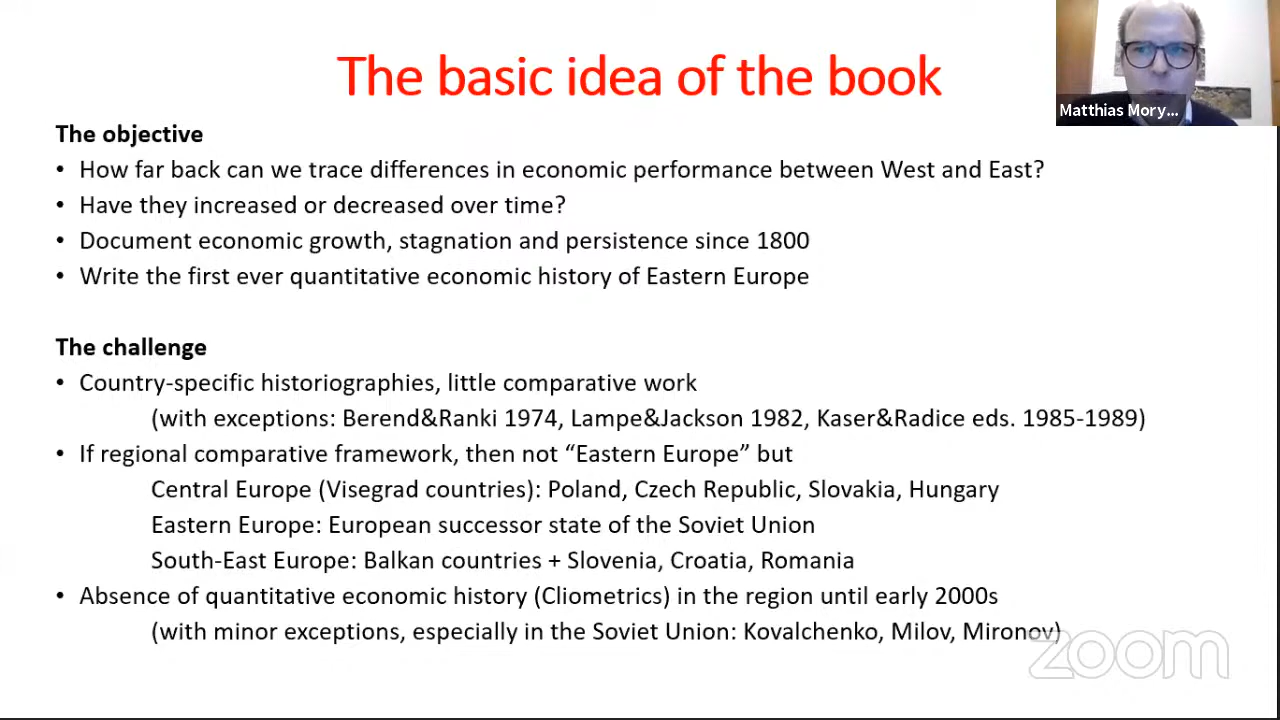 The basic idea of the book
Matthias Mory...
The objective
• How far back can we trace differences in economic performance between West and East?
• Have they increased or decreased over time?
• Document economic growth, stagnation and persistence since 1800
• Write the first ever quantitative economic history of Eastern Europe
The challenge
• Country-specific historiographies, little comparative work
(with exceptions: Berend&Ranki 1974, Lampe&Jackson 1982, Kaser&Radice eds. 1985-1989)
• If regional comparative framework, then not “Eastern Europe” but
Central Europe (Visegrad countries): Poland, Czech Republic, Slovakia, Hungary
Eastern Europe: European successor state of the Soviet Union
South-East Europe: Balkan countries + Slovenia, Croatia, Romania
• Absence of quantitative economic history (Cliometrics) in the region until early 2000s
(with minor exceptions, especially in the Soviet Union: Kovalchenko, Milov, Mironov)
zoom